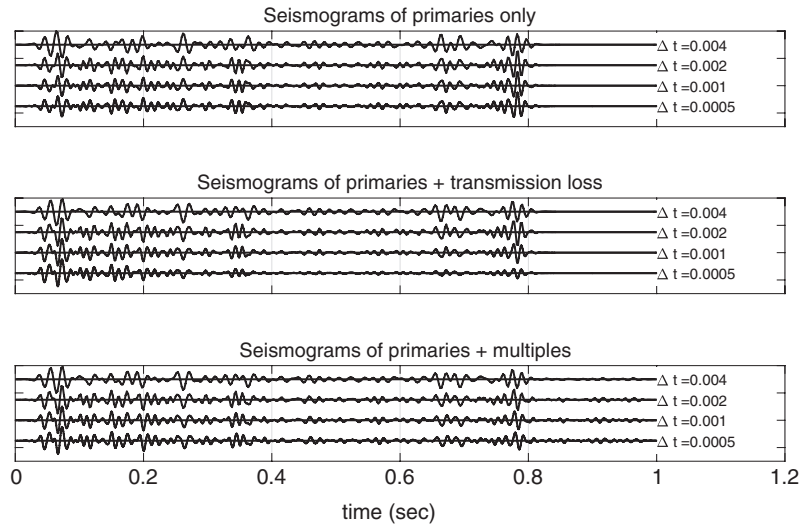 Seismograms of primaries only
Δ t =0.004
Δ t =0.002
Δ t =0.001
Δ t =0.0005
Seismograms of primaries + transmission loss
Δ t =0.004
Δ t =0.002
Δ t =0.001
Δ t =0.0005
Seismograms of primaries + multiples
Δ t =0.004
Δ t =0.002
Δ t =0.001
Δ t =0.0005
0 0.2 0.4 0.6 0.8 1 1.2
time (sec)